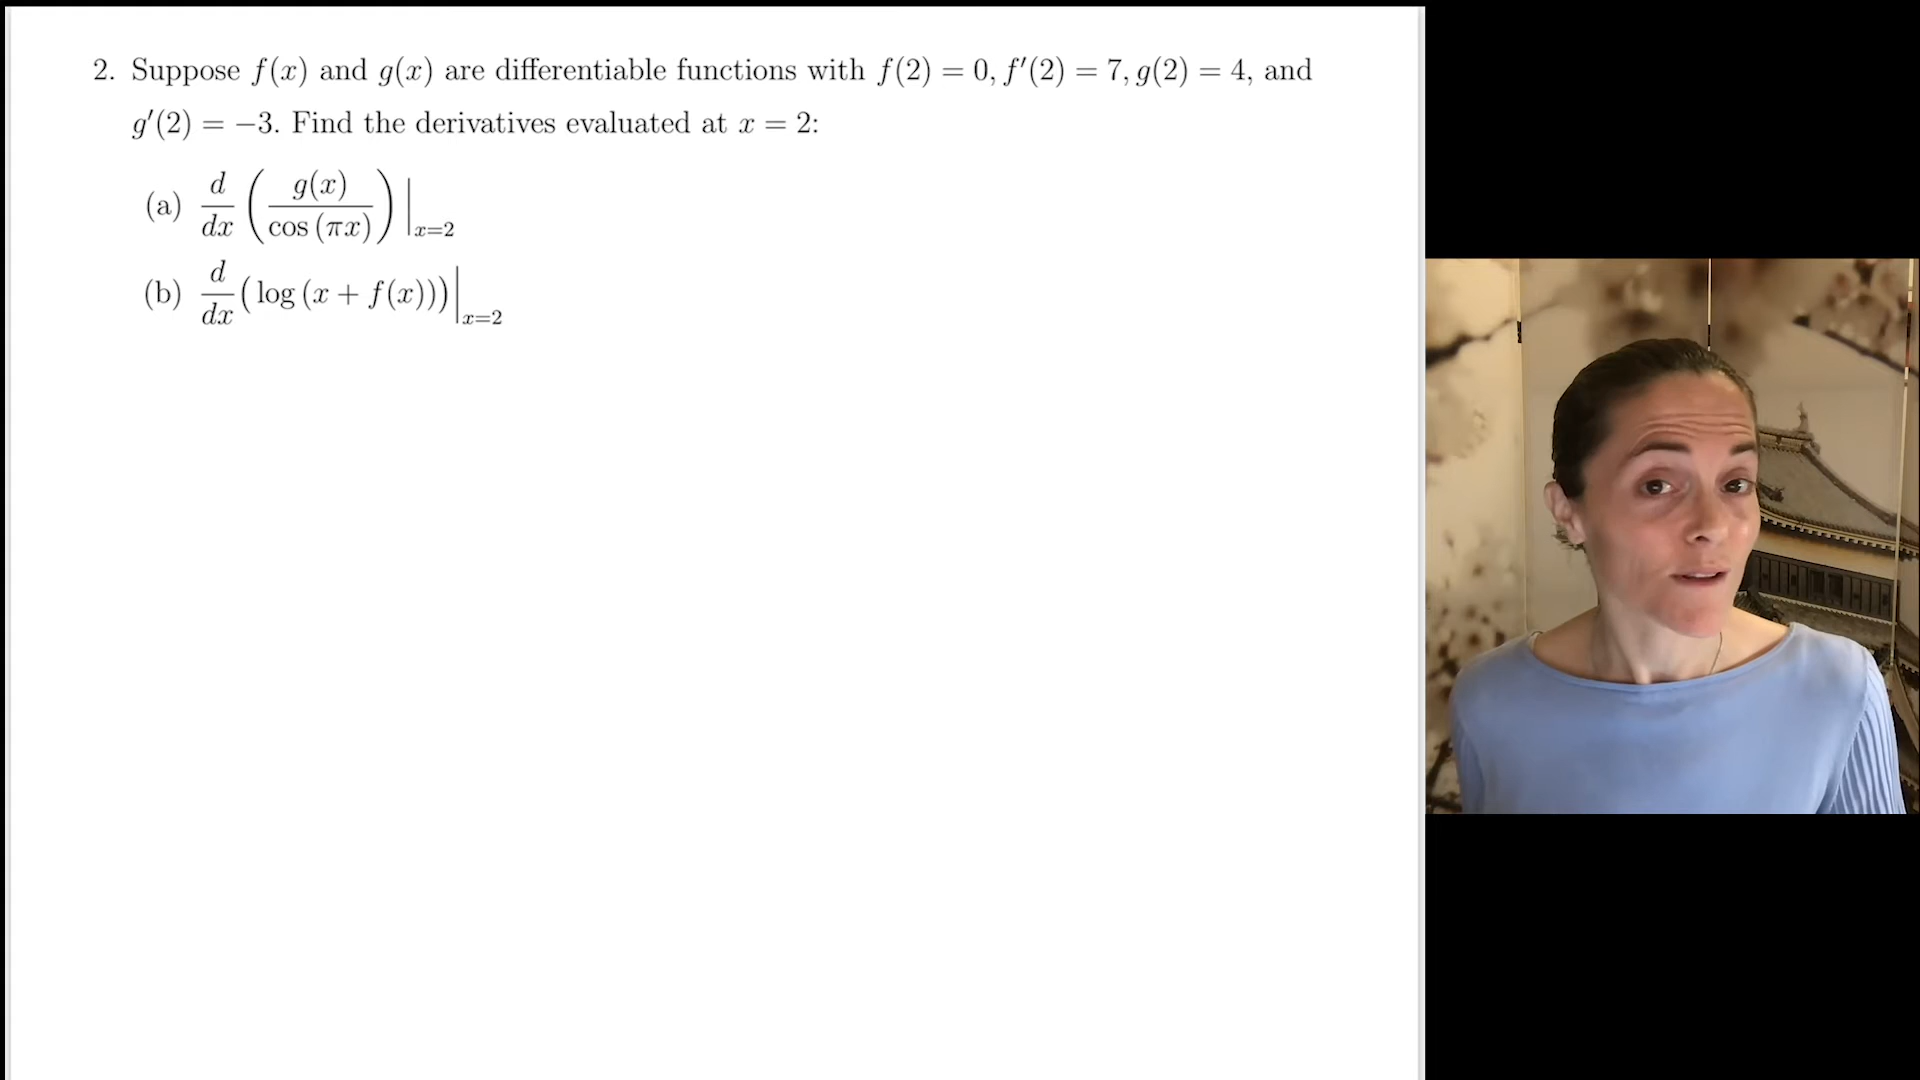 2. Suppose f(x) and g(x) are differentiable functions with f(2) = 0, f′(2) = 7, g(2) = 4, and
g′(2) = −3. Find the derivatives evaluated at x = 2:
(a) d/dx (g(x)/cos (πx))|x=2
(b) d/dx (log (x + f(x)))|x=2